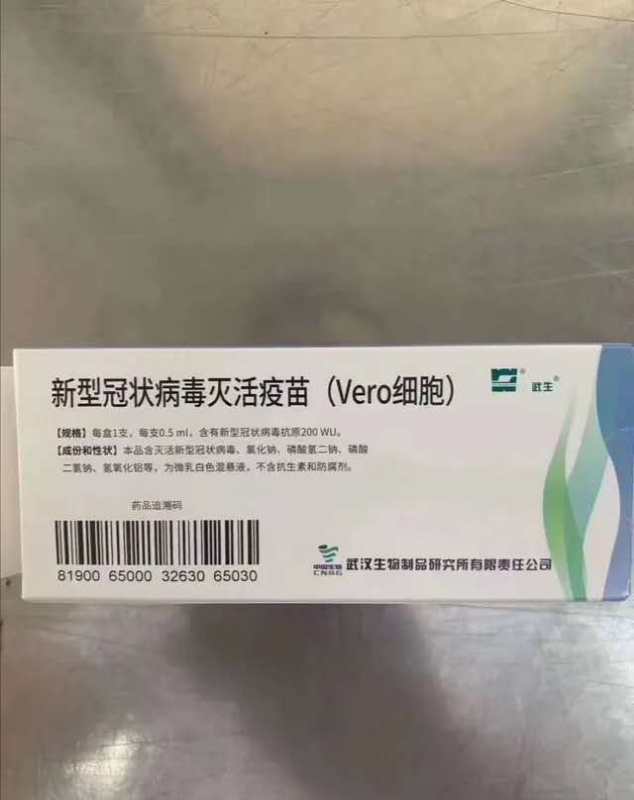 新型冠状病毒灭活疫苗（Vero细胞）
武生®
【规格】每盒1支，每支0.5 ml，含有新型冠状病毒抗原200 WU。
【成份和性状】本品含灭活新型冠状病毒、氯化钠、磷酸氢二钠、磷酸
二氢钠、氢氧化铝等，为微乳白色混悬液，不含抗生素和防腐剂。
药品追溯码
81900 65000 32630 65030
中国生物
CNBG
武汉生物制品研究所有限责任公司